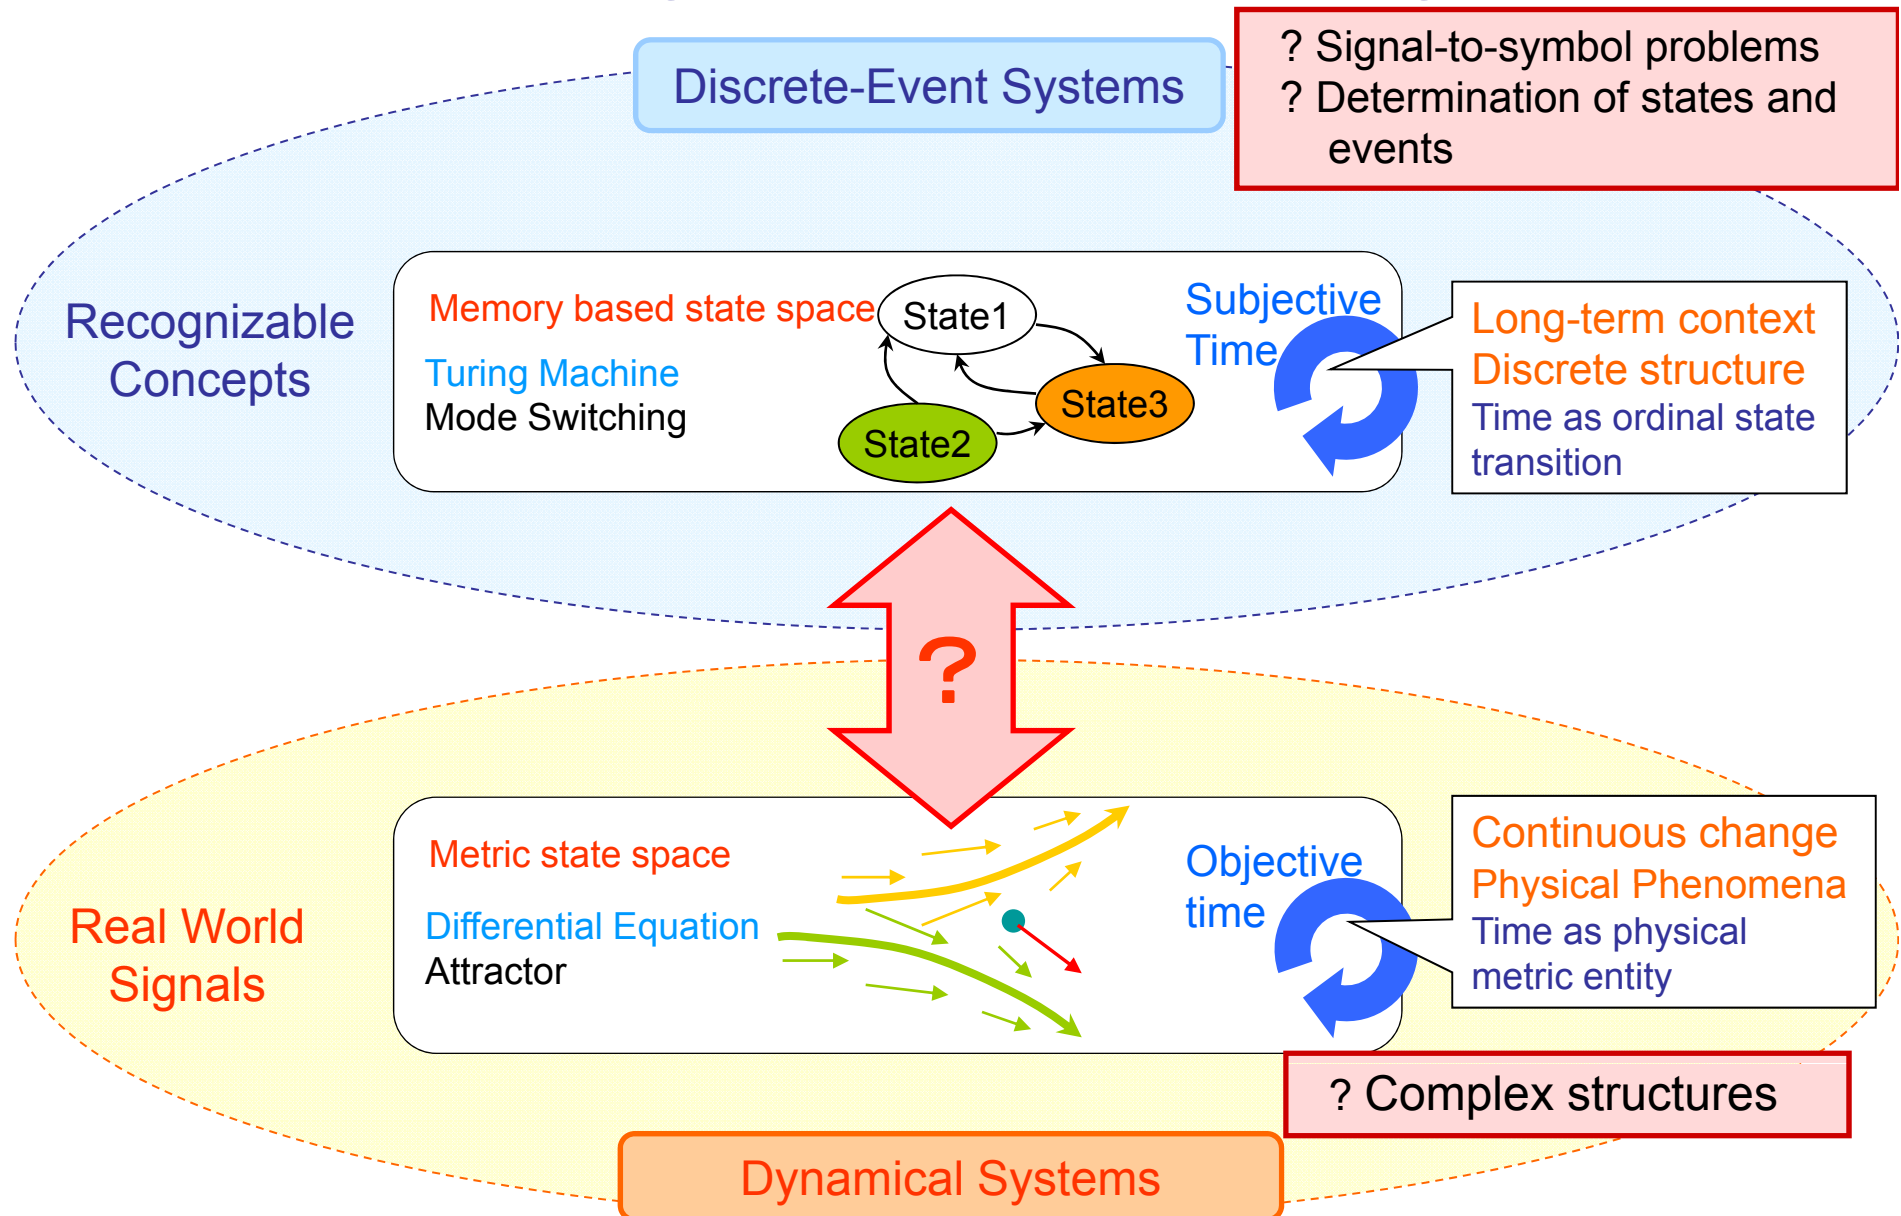 Discrete-Event Systems
? Signal-to-symbol problems
? Determination of states and
events
Recognizable
Concepts
Memory based state space
Turing Machine
Mode Switching
State1
State2
State3
Subjective
Time
Long-term context
Discrete structure
Time as ordinal state
transition
?
Real World
Signals
Metric state space
Differential Equation
Attractor
Objective
time
Continuous change
Physical Phenomena
Time as physical
metric entity
? Complex structures
Dynamical Systems